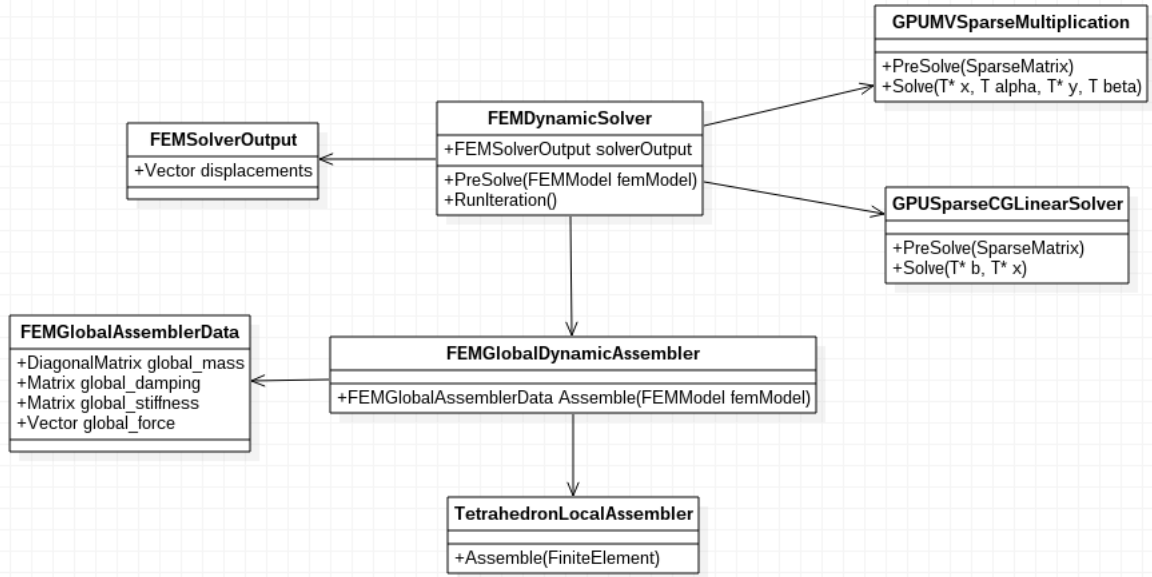 GPUMVSparseMultiplication
+PreSolve(SparseMatrix)
+Solve(T* x, T alpha, T* y, T beta)
FEMDynamicSolver
+FEMSolverOutput solverOutput
+PreSolve(FEMModel femModel)
+RunIteration()
FEMSolverOutput
+Vector displacements
GPUSparseCGLinearSolver
+PreSolve(SparseMatrix)
+Solve(T* b, T* x)
FEMGlobalAssemblerData
+DiagonalMatrix global_mass
+Matrix global_damping
+Matrix global_stiffness
+Vector global_force
FEMGlobalDynamicAssembler
+FEMGlobalAssemblerData Assemble(FEMModel femModel)
TetrahedronLocalAssembler
+Assemble(FiniteElement)